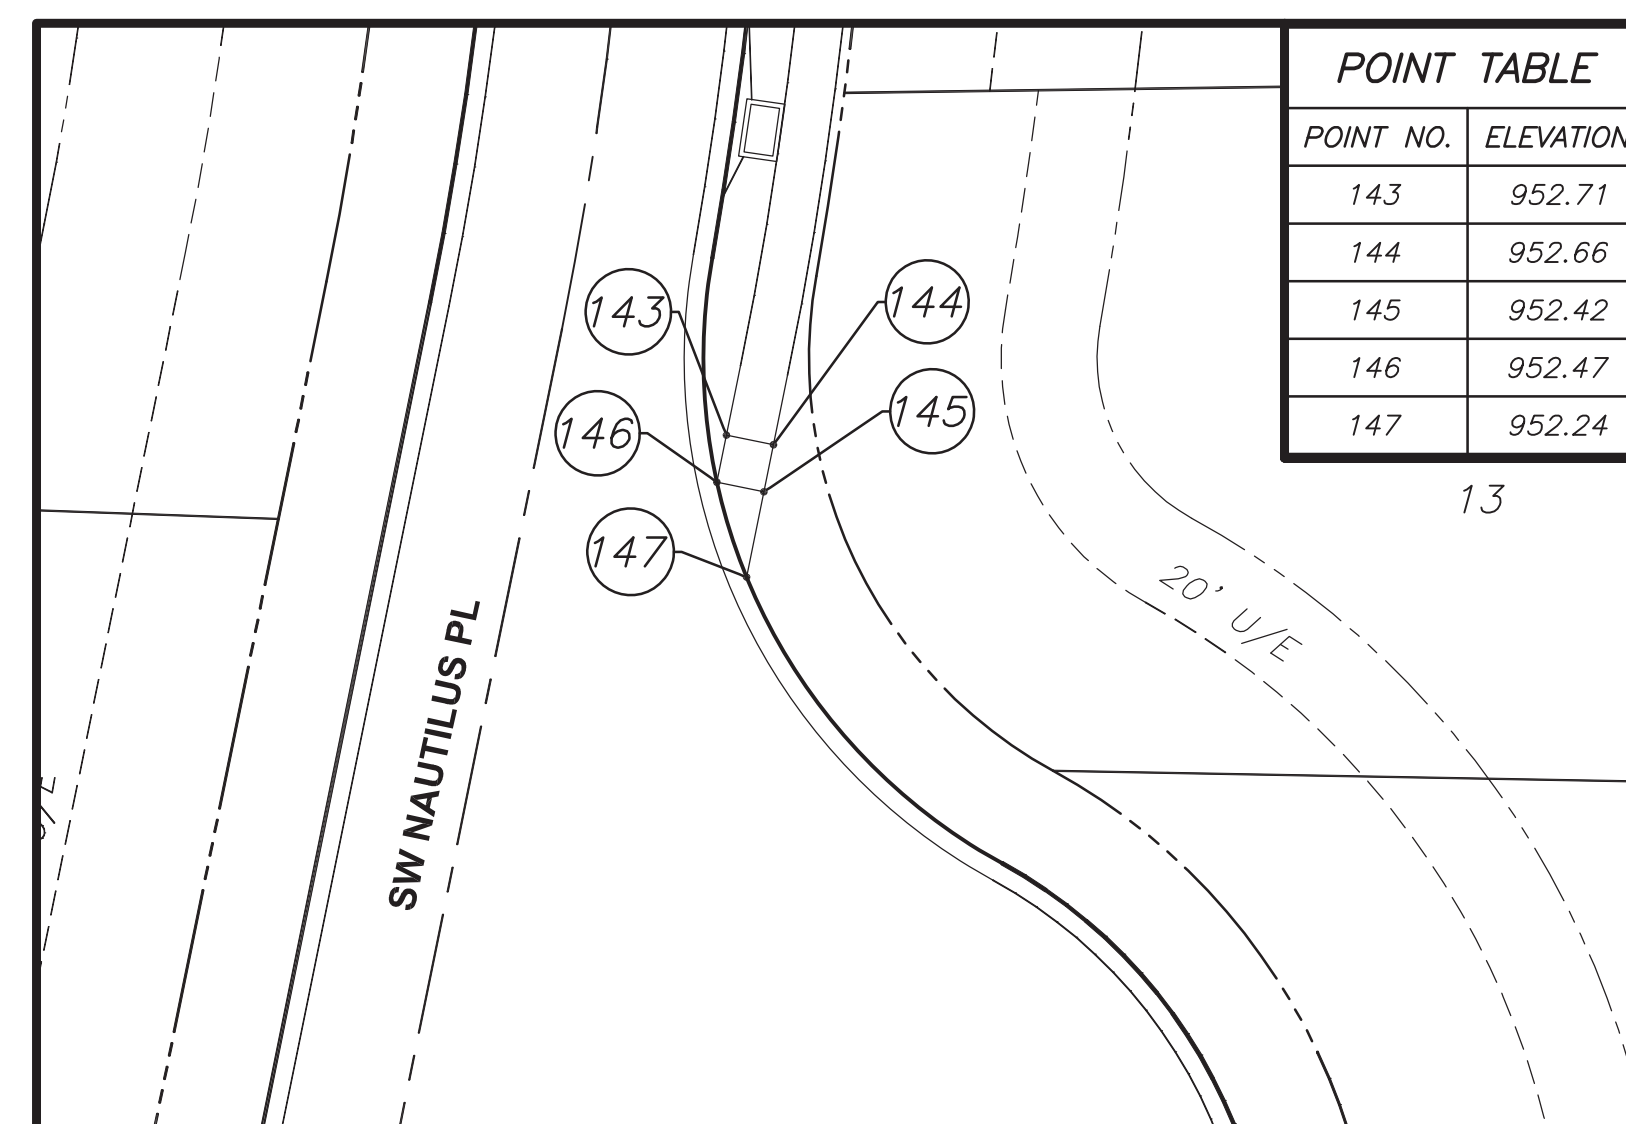 POINT TABLE
POINT NO. ELEVATION
143 952.71
144 952.66
145 952.42
146 952.47
147 952.24
143
144
145
146
147
13
20' U/E
SW NAUTILUS PL